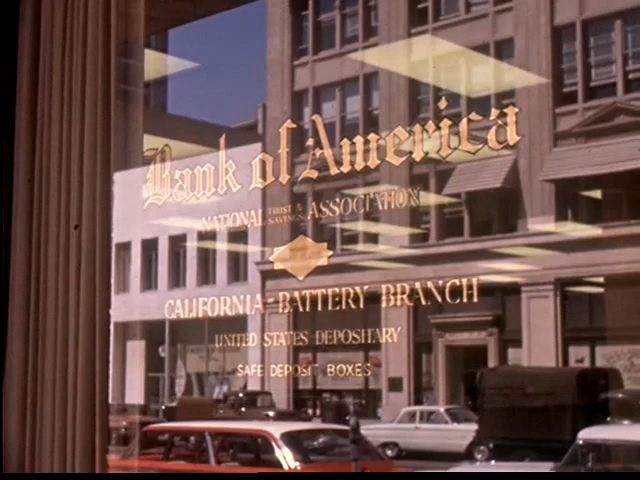 Bank of America
NATIONAL TRUST & SAVINGS ASSOCIATION
CALIFORNIA-BATTERY BRANCH
UNITED STATES DEPOSITARY
SAFE DEPOSIT BOXES